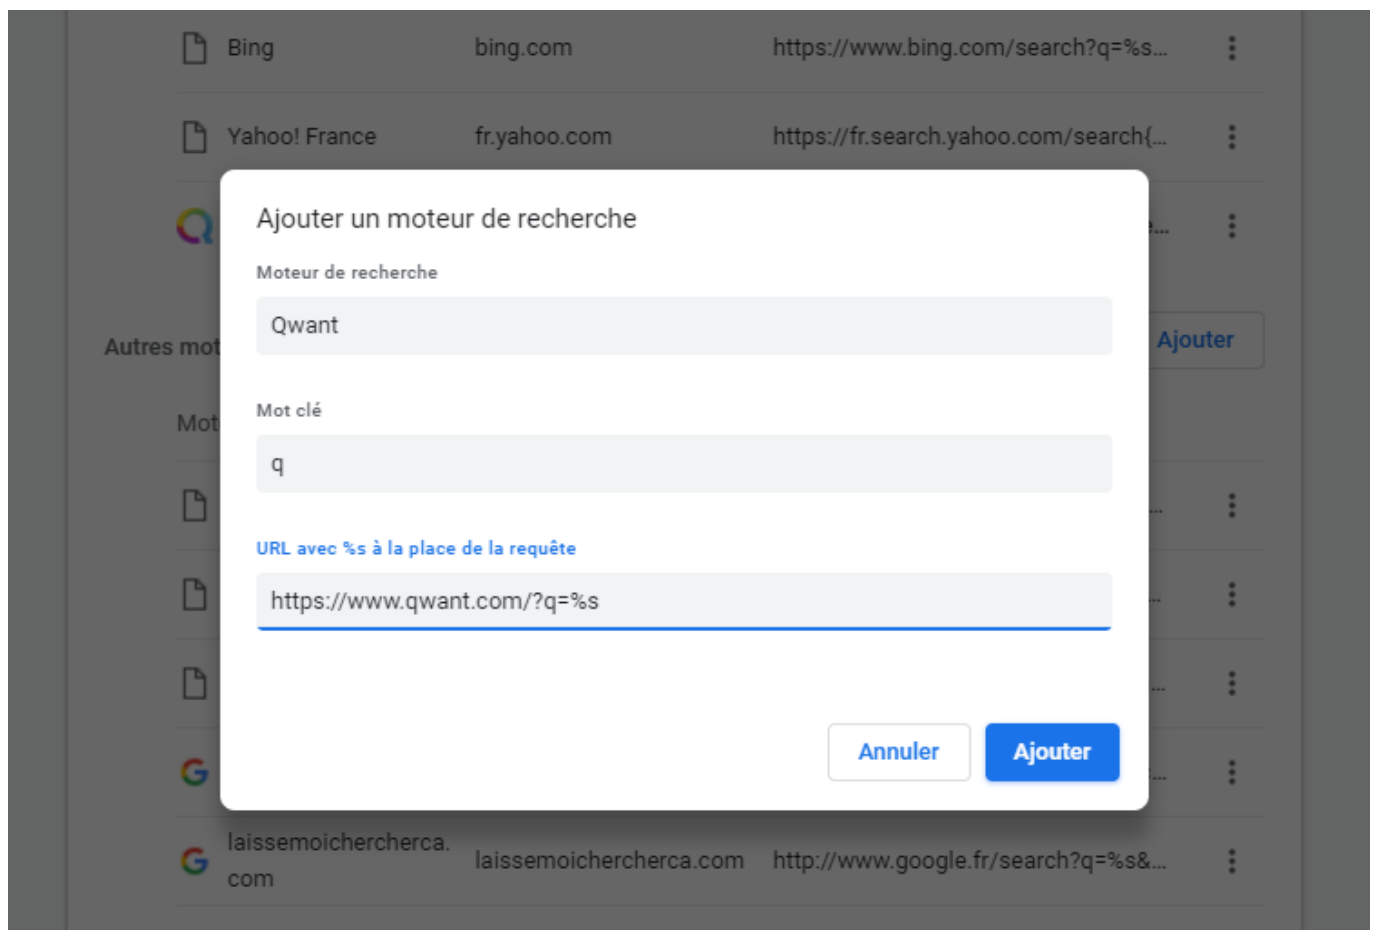 Bing bing.com https://www.bing.com/search?q=%s...
Yahoo! France fr.yahoo.com https://fr.search.yahoo.com/search{...
Ajouter un moteur de recherche
Moteur de recherche
Qwant
Autres mot
Ajouter
Mot clé
Mot
q
URL avec %s à la place de la requête
https://www.qwant.com/?q=%s
Annuler Ajouter
laissemoichercherca.
com
laissemoichercherca.com http://www.google.fr/search?q=%s&...